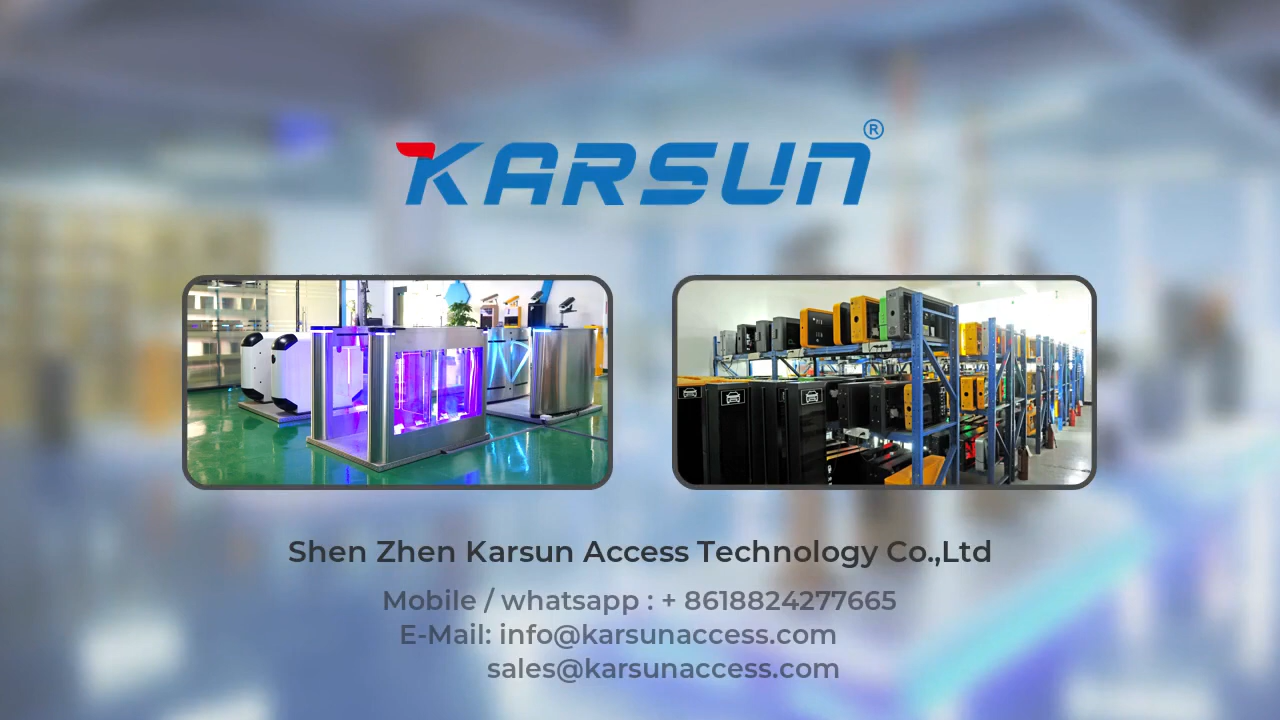 KARSUN®
Shen Zhen Karsun Access Technology Co.,Ltd
Mobile / whatsapp : + 8618824277665
E-Mail: info@karsunaccess.com
sales@karsunaccess.com